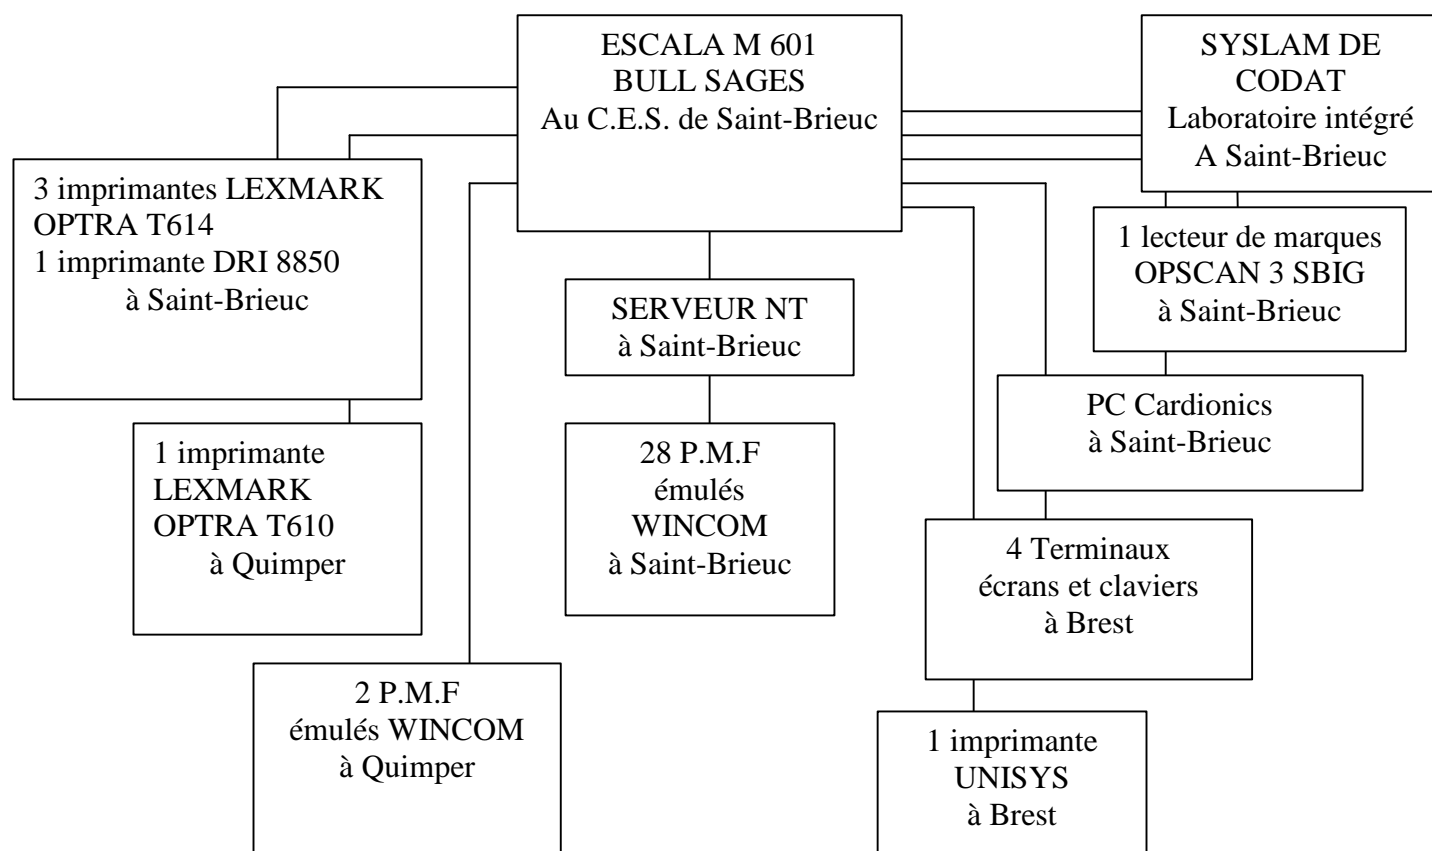 ESCALA M 601
BULL SAGES
Au C.E.S. de Saint-Brieuc
SYSLAM DE
CODAT
Laboratoire intégré
A Saint-Brieuc
3 imprimantes LEXMARK
OPTRA T614
1 imprimante DRI 8850
à Saint-Brieuc
1 lecteur de marques
OPSCAN 3 SBIG
à Saint-Brieuc
SERVEUR NT
à Saint-Brieuc
PC Cardionics
à Saint-Brieuc
1 imprimante
LEXMARK
OPTRA T610
à Quimper
28 P.M.F
émulés
WINCOM
à Saint-Brieuc
4 Terminaux
écrans et claviers
à Brest
2 P.M.F
émulés WINCOM
à Quimper
1 imprimante
UNISYS
à Brest